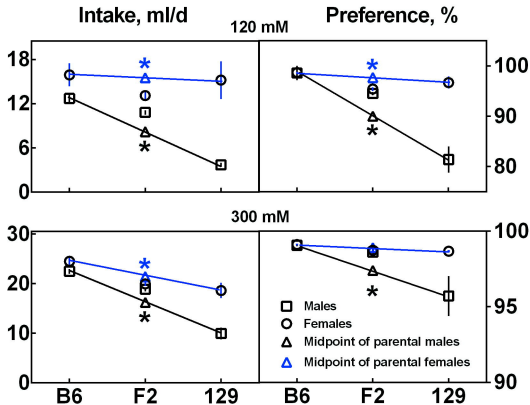 Intake, ml/d Preference, %
120 mM
18
12
6
0
*
*
*
*
100
90
80
300 mM
30
20
10
0
*
*
*
100
95
90
Males
Females
Midpoint of parental males
Midpoint of parental females
B6 F2 129 B6 F2 129